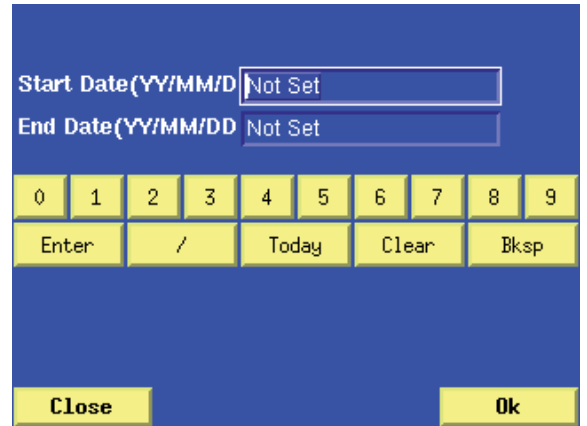 Start Date(YY/MM/D Not Set
End Date(YY/MM/DD Not Set
0 1 2 3 4 5 6 7 8 9
Enter / Today Clear Bksp
Close Ok